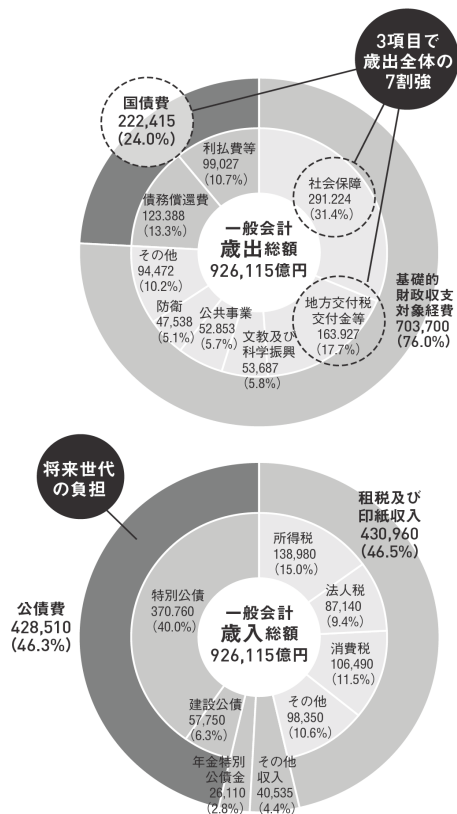 3項目で
歳出全体の
7割強
国債費
222,415
(24.0%)
利払費等
99,027
(10.7%)
社会保障
291.224
(31.4%)
債務償還費
123.388
(13.3%)
一般会計
歳出総額
926,115億円
その他
94,472
(10.2%)
防衛
47,538
(5.1%)
公共事業
52.853
(5.7%)
文教及び
科学振興
53,687
(5.8%)
地方交付税
交付金等
163.927
(17.7%)
基礎的
財政収支
対象経費
703,700
(76.0%)
将来世代
の負担
租税及び
印紙収入
430,960
(46.5%)
所得税
138,980
(15.0%)
法人税
87,140
(9.4%)
特別公債
370.760
(40.0%)
一般会計
歳入総額
926,115億円
公債費
428,510
(46.3%)
消費税
106,490
(11.5%)
その他
98,350
(10.6%)
建設公債
57,750
(6.3%)
年金特別
公債金
26,110
(2.8%)
その他
収入
40,535
(4.4%)